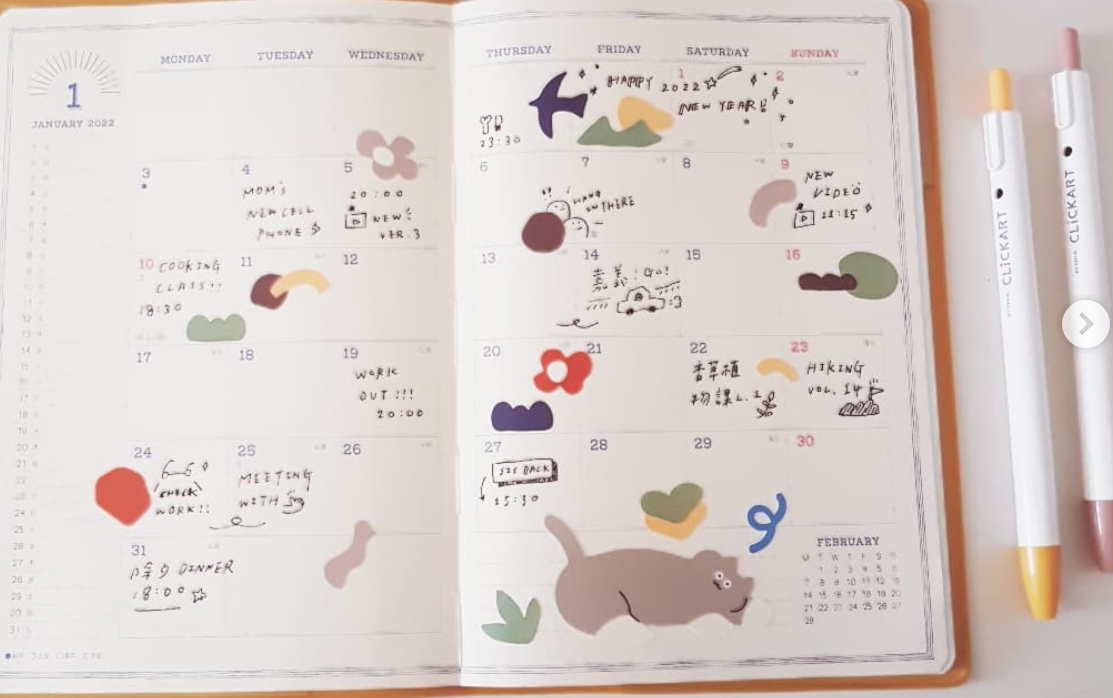 1
JANUARY 2022
MONDAY
TUESDAY
WEDNESDAY
THURSDAY
FRIDAY
SATURDAY
SUNDAY
23:30
HAPPY 2022
1
NEW YEAR!
2
3
4
MOM'S
NEW CELL
PHONE
5
20:00
NEW
VER.3
6
7
HANG
IN THERE
8
9
NEW
VIDEO
10
COOKING
CLASS!!
18:30
11
12
13
14
嘉義!GO!
15
16
17
18
19
WORK
OUT!!!
20:00
20
21
22
香草植
物課
23
HIKING
VOL. 14
24
CHECK
WORK!!
25
MEETING
WITH
26
27
SIS BACK
15:30
28
29
30
31
除夕 DINNER
18:00
FEBRUARY
M T W T F S S
1 2 3 4 5 6
7 8 9 10 11 12 13
14 15 16 17 18 19 20
21 22 23 24 25 26 27
28
CLiCKART
CLiCKART